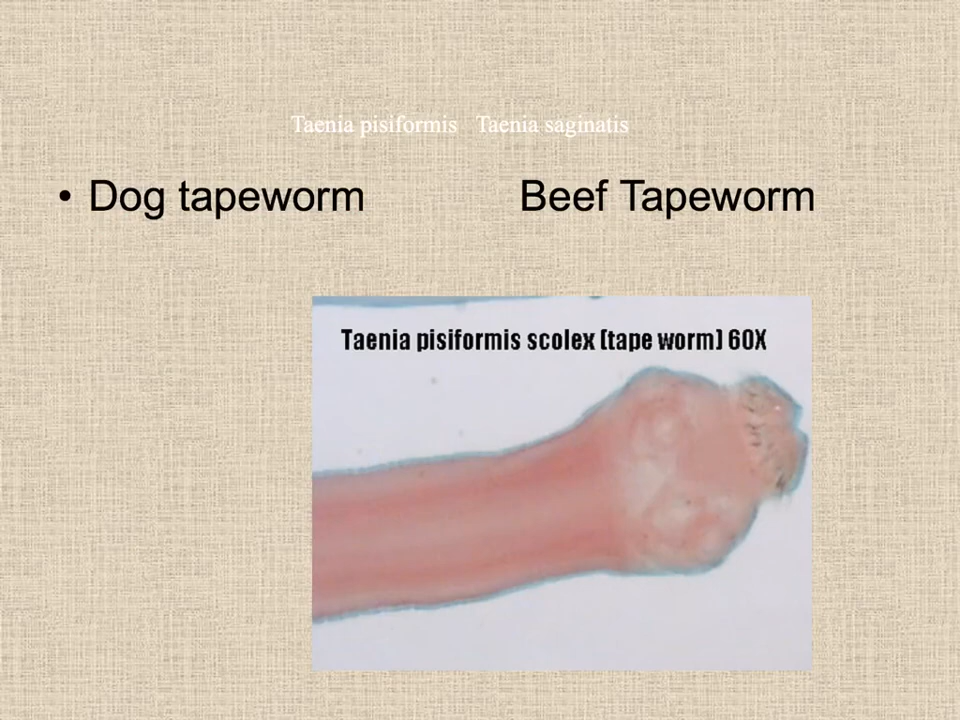 Taenia pisiformis Taenia saginatis
• Dog tapeworm Beef Tapeworm
Taenia pisiformis scolex (tape worm) 60X